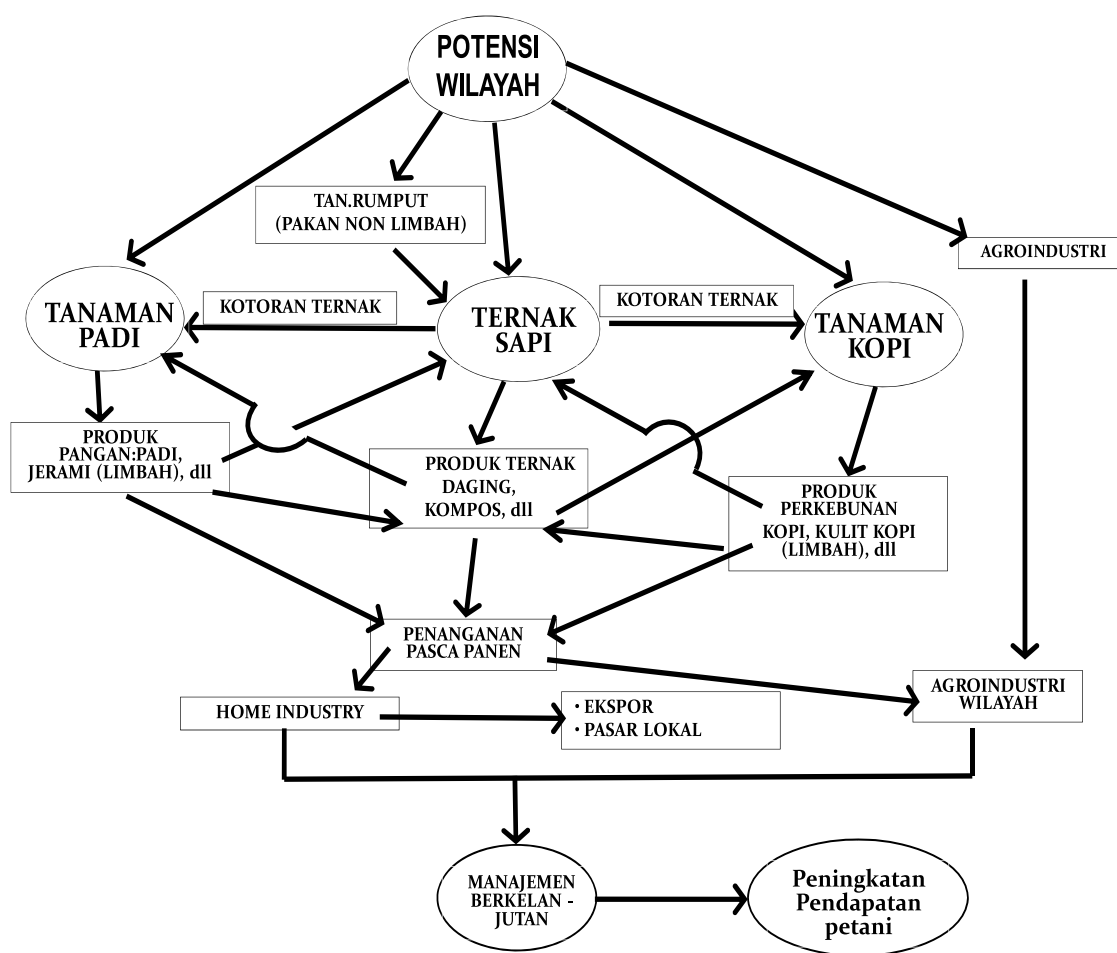 POTENSI
WILAYAH
TAN.RUMPUT
(PAKAN NON LIMBAH)
AGROINDUSTRI
TANAMAN
PADI
KOTORAN TERNAK
TERNAK
SAPI
KOTORAN TERNAK
TANAMAN
KOPI
PRODUK
PANGAN:PADI,
JERAMI (LIMBAH), dll
PRODUK TERNAK
DAGING,
KOMPOS, dll
PRODUK
PERKEBUNAN
KOPI, KULIT KOPI
(LIMBAH), dll
PENANGANAN
PASCA PANEN
HOME INDUSTRY
· EKSPOR
· PASAR LOKAL
AGROINDUSTRI
WILAYAH
MANAJEMEN
BERKELAN -
JUTAN
Peningkatan
Pendapatan
petani